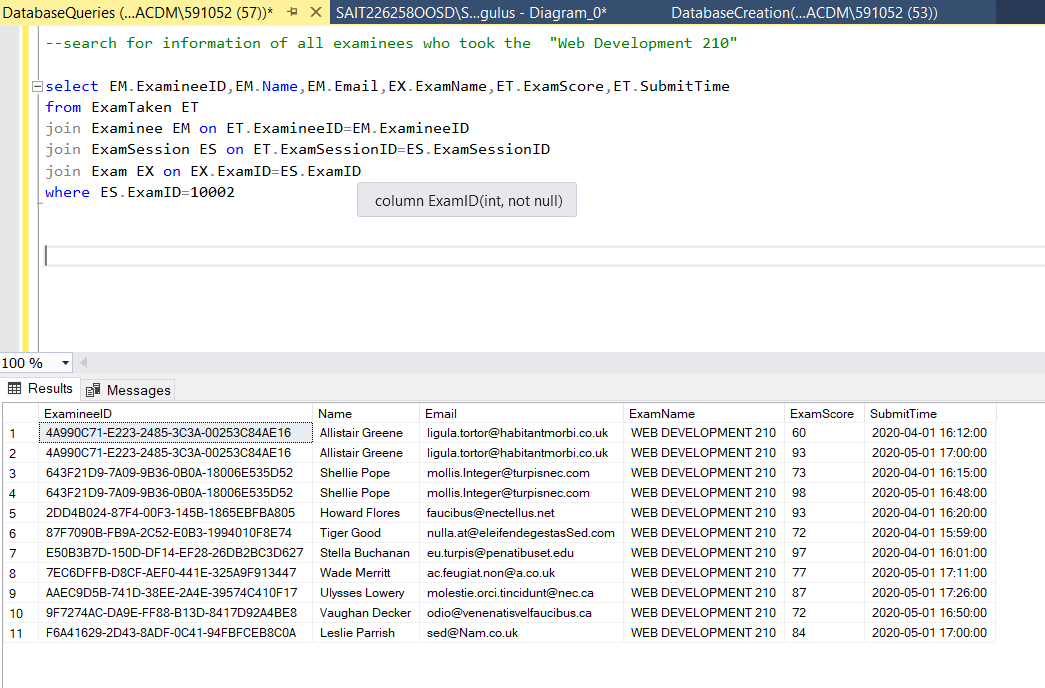 DatabaseQueries (...ACDM\591052 (57))* SAIT226258OOSD\S...gulus - Diagram_0* DatabaseCreation(...ACDM\591052 (53))
--search for information of all examinees who took the  "Web Development 210"
select EM.ExamineeID,EM.Name,EM.Email,EX.ExamName,ET.ExamScore,ET.SubmitTime
from ExamTaken ET
join Examinee EM on ET.ExamineeID=EM.ExamineeID
join ExamSession ES on ET.ExamSessionID=ES.ExamSessionID
join Exam EX on EX.ExamID=ES.ExamID
where ES.ExamID=10002
column ExamID(int, not null)
100 %
Results Messages
ExamineeID Name Email ExamName ExamScore SubmitTime
1 4A990C71-E223-2485-3C3A-00253C84AE16 Allistair Greene ligula.tortor@habitantmorbi.co.uk WEB DEVELOPMENT 210 60 2020-04-01 16:12:00
2 4A990C71-E223-2485-3C3A-00253C84AE16 Allistair Greene ligula.tortor@habitantmorbi.co.uk WEB DEVELOPMENT 210 93 2020-05-01 17:00:00
3 643F21D9-7A09-9B36-0B0A-18006E535D52 Shellie Pope mollis.Integer@turpisnec.com WEB DEVELOPMENT 210 73 2020-04-01 16:15:00
4 643F21D9-7A09-9B36-0B0A-18006E535D52 Shellie Pope mollis.Integer@turpisnec.com WEB DEVELOPMENT 210 98 2020-05-01 16:48:00
5 2DD4B024-87F4-00F3-145B-1865EBFBA805 Howard Flores faucibus@nectellus.net WEB DEVELOPMENT 210 93 2020-04-01 16:20:00
6 87F7090B-FB9A-2C52-E0B3-1994010F8E74 Tiger Good nulla.at@eleifendegestasSed.com WEB DEVELOPMENT 210 72 2020-04-01 15:59:00
7 E50B3B7D-150D-DF14-EF28-26DB2BC3D627 Stella Buchanan eu.turpis@penatibuset.edu WEB DEVELOPMENT 210 97 2020-04-01 16:01:00
8 7EC6DFFB-D8CF-AEF0-441E-325A9F913447 Wade Merritt ac.feugiat.non@a.co.uk WEB DEVELOPMENT 210 77 2020-05-01 17:11:00
9 AAEC9D5B-741D-38EE-2A4E-39574C410F17 Ulysses Lowery molestie.orci.tincidunt@nec.ca WEB DEVELOPMENT 210 87 2020-05-01 17:26:00
10 9F7274AC-DA9E-FF88-B13D-8417D92A4BE8 Vaughan Decker odio@venenatisvelfaucibus.ca WEB DEVELOPMENT 210 72 2020-05-01 16:50:00
11 F6A41629-2D43-8ADF-0C41-94FBFCEB8C0A Leslie Parrish sed@Nam.co.uk WEB DEVELOPMENT 210 84 2020-05-01 17:00:00